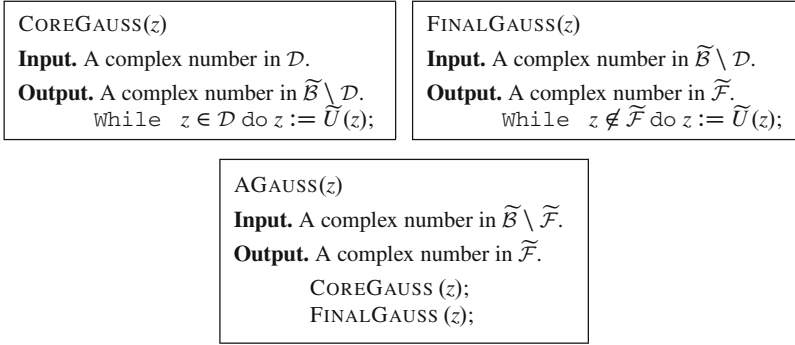 COREGAUSS(z)
Input. A complex number in 𝒟.
Output. A complex number in ℬ̃ \ 𝒟.
While z ∈ 𝒟 do z := Ũ(z);
FINALGAUSS(z)
Input. A complex number in ℬ̃ \ 𝒟.
Output. A complex number in ℱ̃.
While z ∉ ℱ̃ do z := Ũ(z);
AGAUSS(z)
Input. A complex number in ℬ̃ \ ℱ̃.
Output. A complex number in ℱ̃.
COREGAUSS (z);
FINALGAUSS (z);